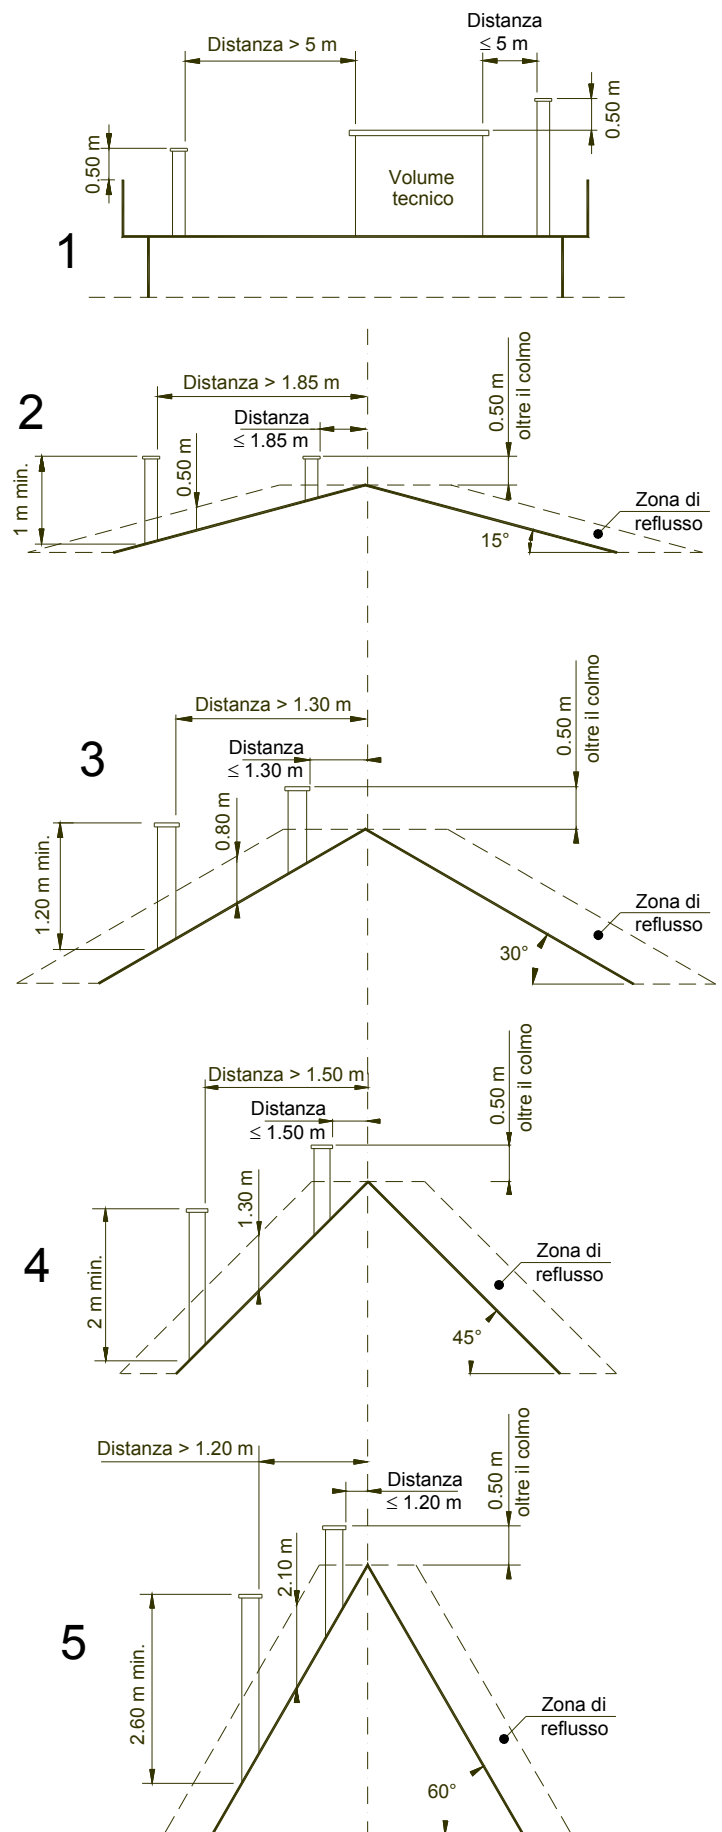 Distanza > 5 m
Distanza
≤ 5 m
0.50 m
0.50 m
Volume
tecnico
1
2
Distanza > 1.85 m
Distanza
≤ 1.85 m
0.50 m
oltre il colmo
1 m min.
0.50 m
15°
Zona di
reflusso
3
Distanza > 1.30 m
Distanza
≤ 1.30 m
0.50 m
oltre il colmo
1.20 m min.
0.80 m
30°
Zona di
reflusso
4
Distanza > 1.50 m
Distanza
≤ 1.50 m
0.50 m
oltre il colmo
2 m min.
1.30 m
45°
Zona di
reflusso
5
Distanza > 1.20 m
Distanza
≤ 1.20 m
0.50 m
oltre il colmo
2.60 m min.
2.10 m
60°
Zona di
reflusso